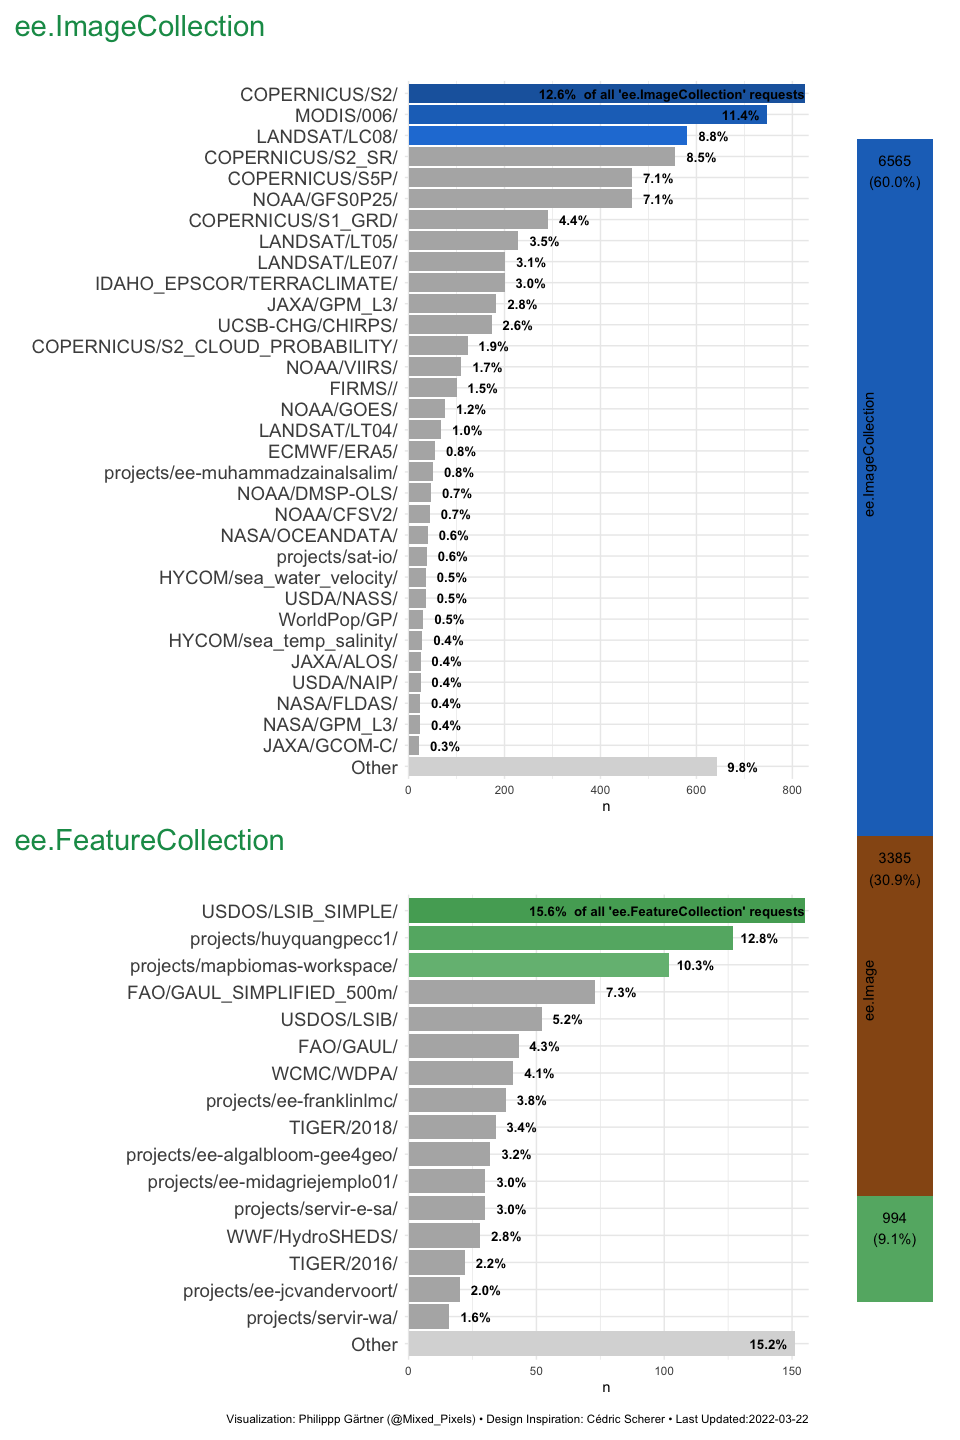 ee.ImageCollection
COPERNICUS/S2/ 12.6% of all 'ee.ImageCollection' requests
MODIS/006/ 11.4%
LANDSAT/LC08/ 8.8%
COPERNICUS/S2_SR/ 8.5%
COPERNICUS/S5P/ 7.1%
NOAA/GFS0P25/ 7.1%
COPERNICUS/S1_GRD/ 4.4%
LANDSAT/LT05/ 3.5%
LANDSAT/LE07/ 3.1%
IDAHO_EPSCOR/TERRACLIMATE/ 3.0%
JAXA/GPM_L3/ 2.8%
UCSB-CHG/CHIRPS/ 2.6%
COPERNICUS/S2_CLOUD_PROBABILITY/ 1.9%
NOAA/VIIRS/ 1.7%
FIRMS// 1.5%
NOAA/GOES/ 1.2%
LANDSAT/LT04/ 1.0%
ECMWF/ERA5/ 0.8%
projects/ee-muhammadzainalsalim/ 0.8%
NOAA/DMSP-OLS/ 0.7%
NOAA/CFSV2/ 0.7%
NASA/OCEANDATA/ 0.6%
projects/sat-io/ 0.6%
HYCOM/sea_water_velocity/ 0.5%
USDA/NASS/ 0.5%
WorldPop/GP/ 0.5%
HYCOM/sea_temp_salinity/ 0.4%
JAXA/ALOS/ 0.4%
USDA/NAIP/ 0.4%
NASA/FLDAS/ 0.4%
NASA/GPM_L3/ 0.4%
JAXA/GCOM-C/ 0.3%
Other 9.8%
0 200 400 600 800
n
ee.FeatureCollection
USDOS/LSIB_SIMPLE/ 15.6% of all 'ee.FeatureCollection' requests
projects/huyquangpecc1/ 12.8%
projects/mapbiomas-workspace/ 10.3%
FAO/GAUL_SIMPLIFIED_500m/ 7.3%
USDOS/LSIB/ 5.2%
FAO/GAUL/ 4.3%
WCMC/WDPA/ 4.1%
projects/ee-franklinlmc/ 3.8%
TIGER/2018/ 3.4%
projects/ee-algalbloom-gee4geo/ 3.2%
projects/ee-midagriejemplo01/ 3.0%
projects/servir-e-sa/ 3.0%
WWF/HydroSHEDS/ 2.8%
TIGER/2016/ 2.2%
projects/ee-jcvandervoort/ 2.0%
projects/servir-wa/ 1.6%
Other 15.2%
0 50 100 150
n
6565
(60.0%)
ee.ImageCollection
3385
(30.9%)
ee.Image
994
(9.1%)
Visualization: Philippp Gärtner (@Mixed_Pixels) • Design Inspiration: Cédric Scherer • Last Updated:2022-03-22